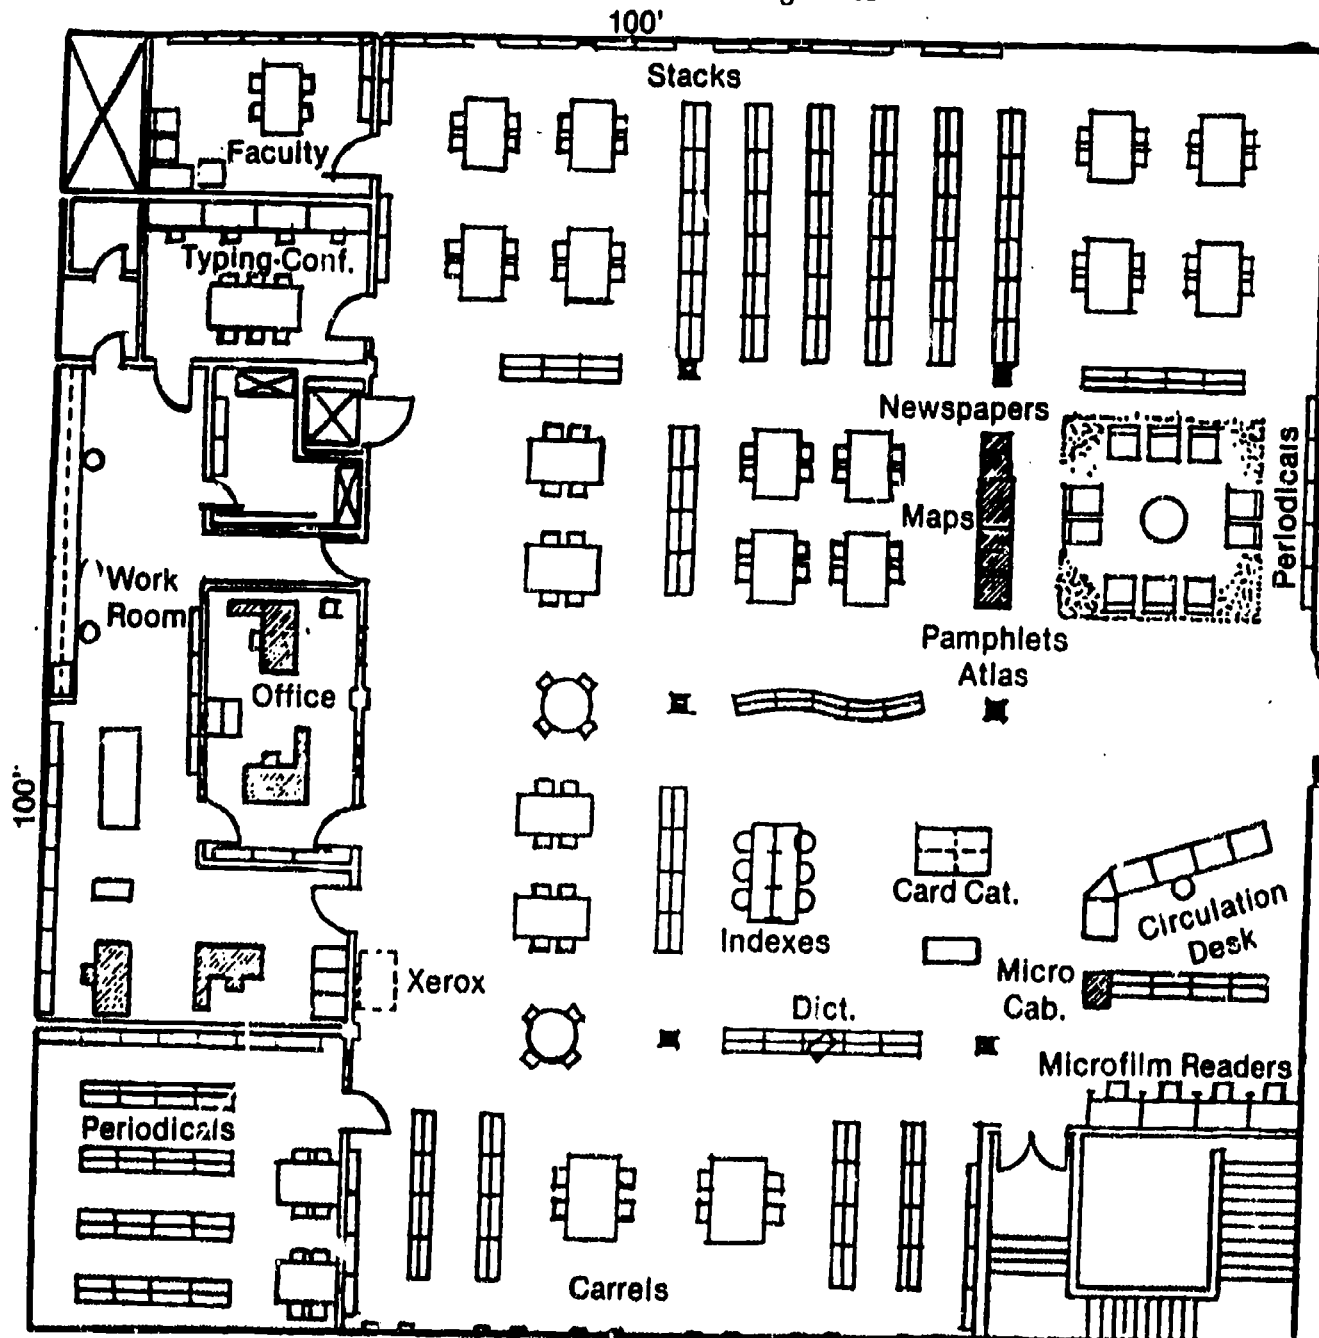 100'
Stacks
Faculty
Typing-Conf.
Newspapers
Periodicals
Maps
Work
Room
Pamphlets
Atlas
Office
100'
Card Cat.
Circulation
Desk
Indexes
Xerox
Micro
Cab.
Dict.
Microfilm Readers
Periodicals
Carrels